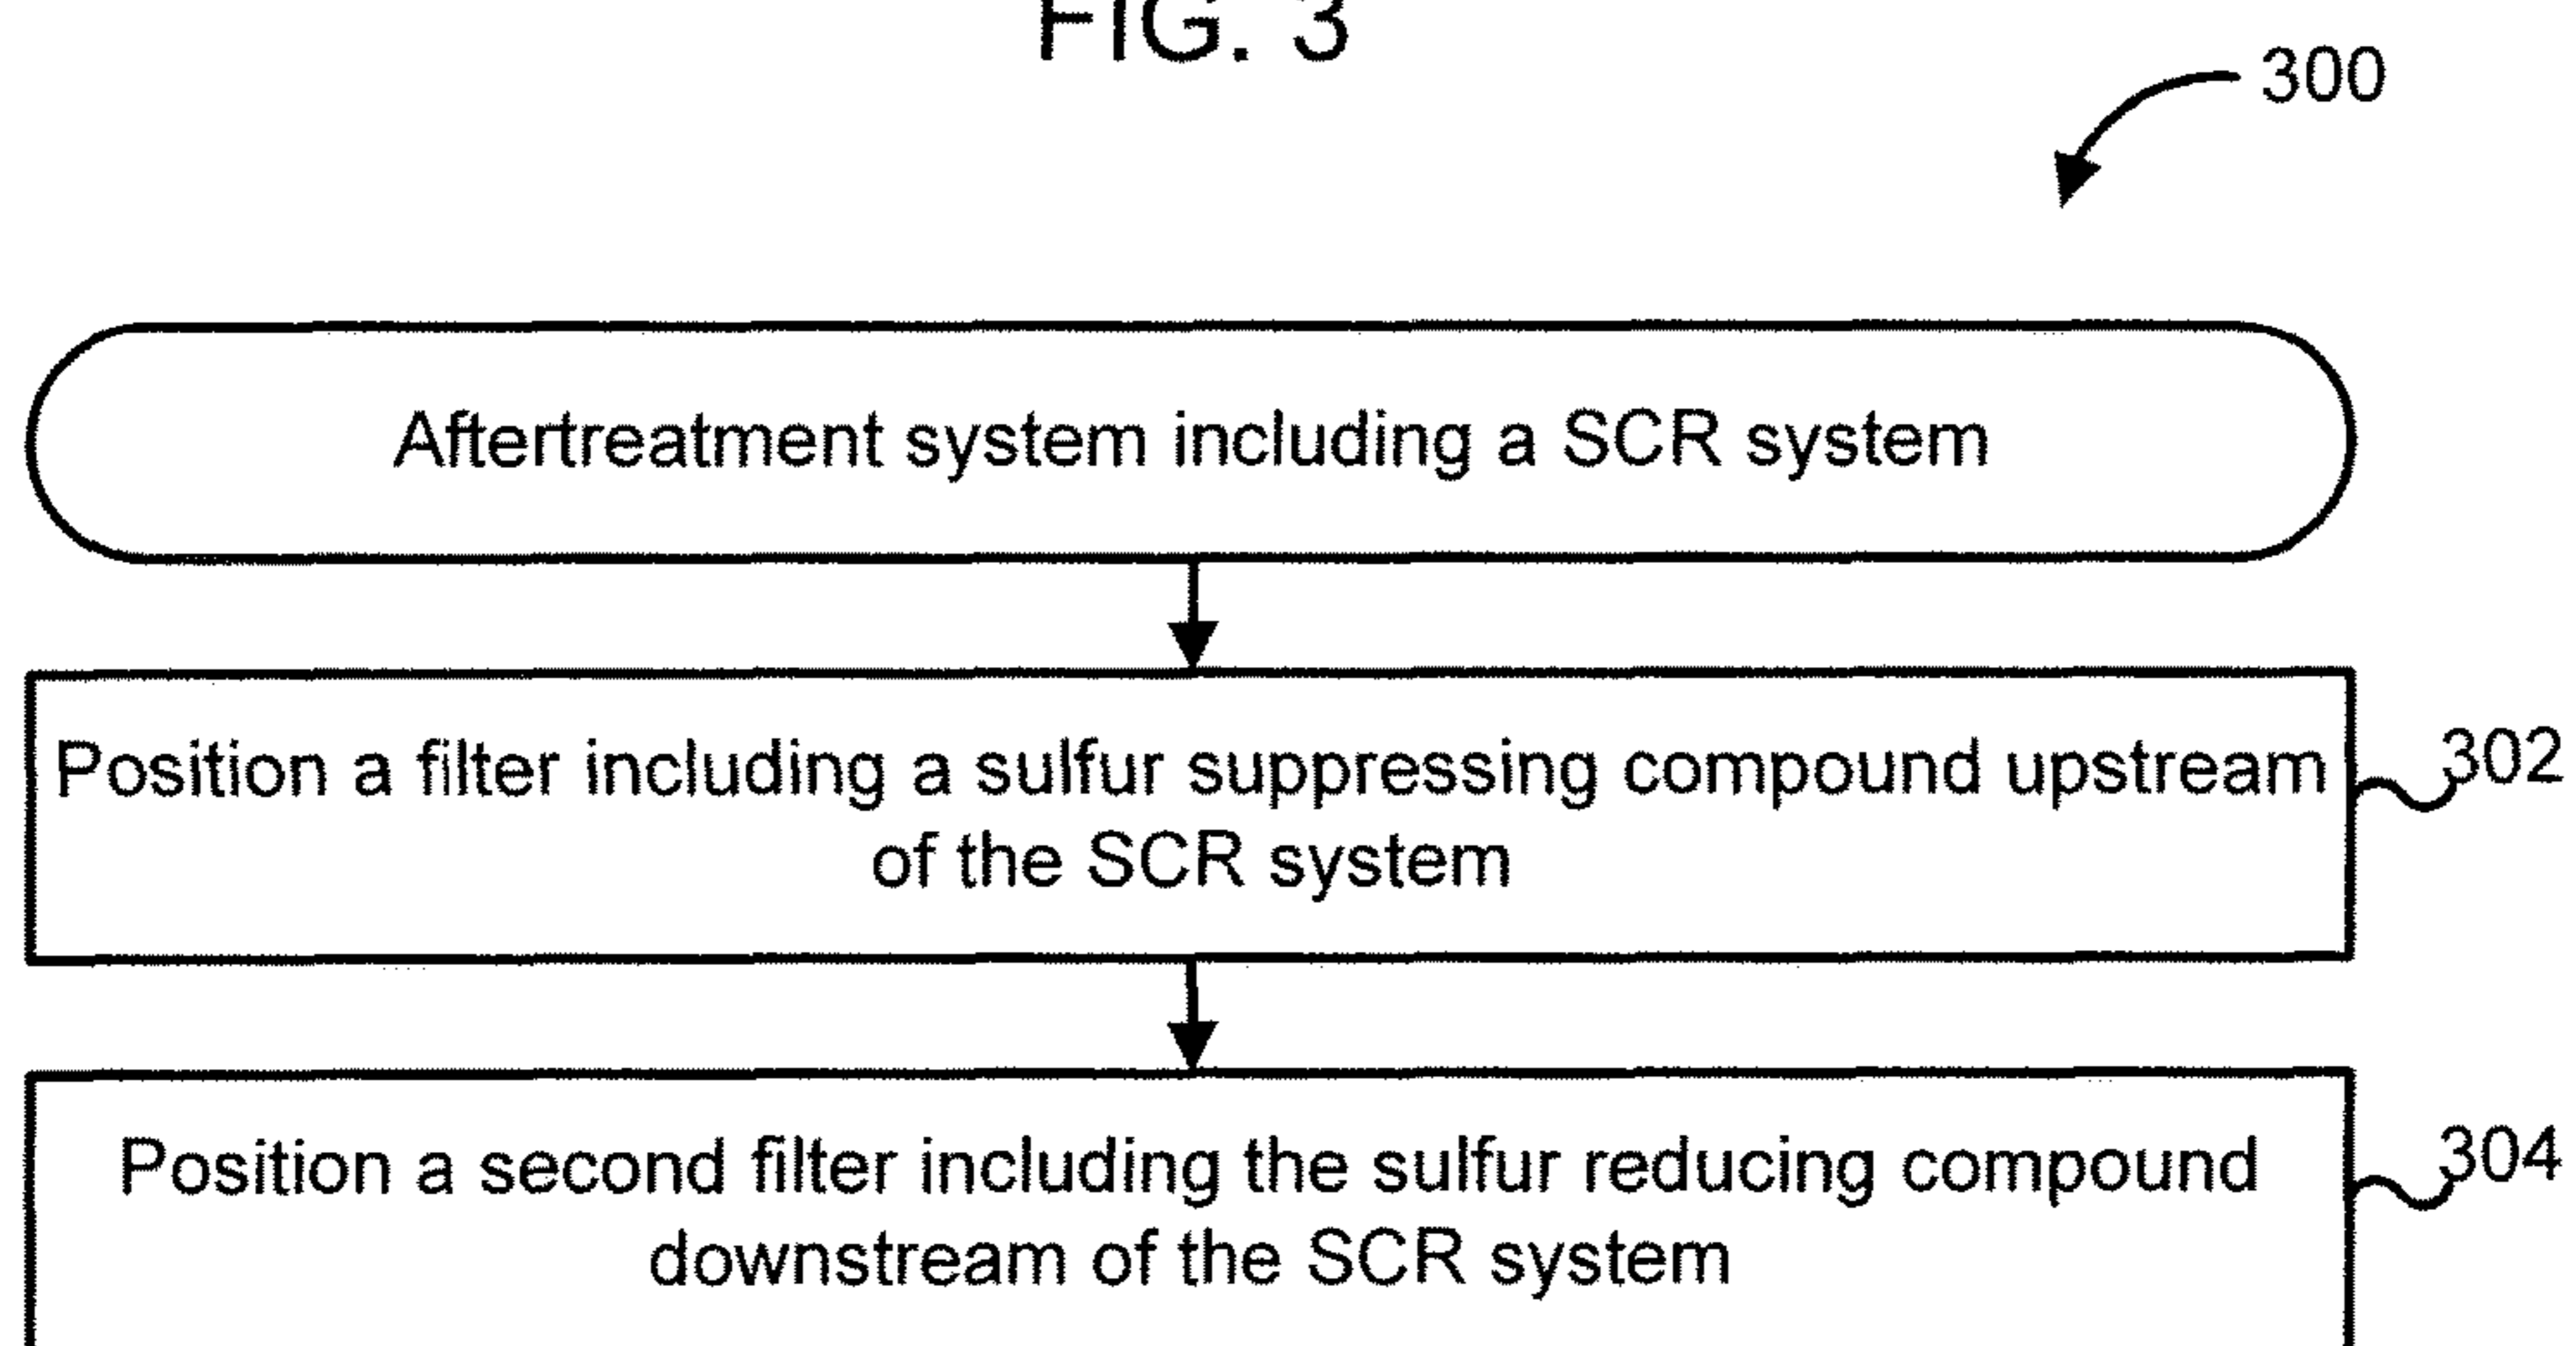 FIG. 3
300
Aftertreatment system including a SCR system
Position a filter including a sulfur suppressing compound upstream
of the SCR system
302
Position a second filter including the sulfur reducing compound
downstream of the SCR system
304